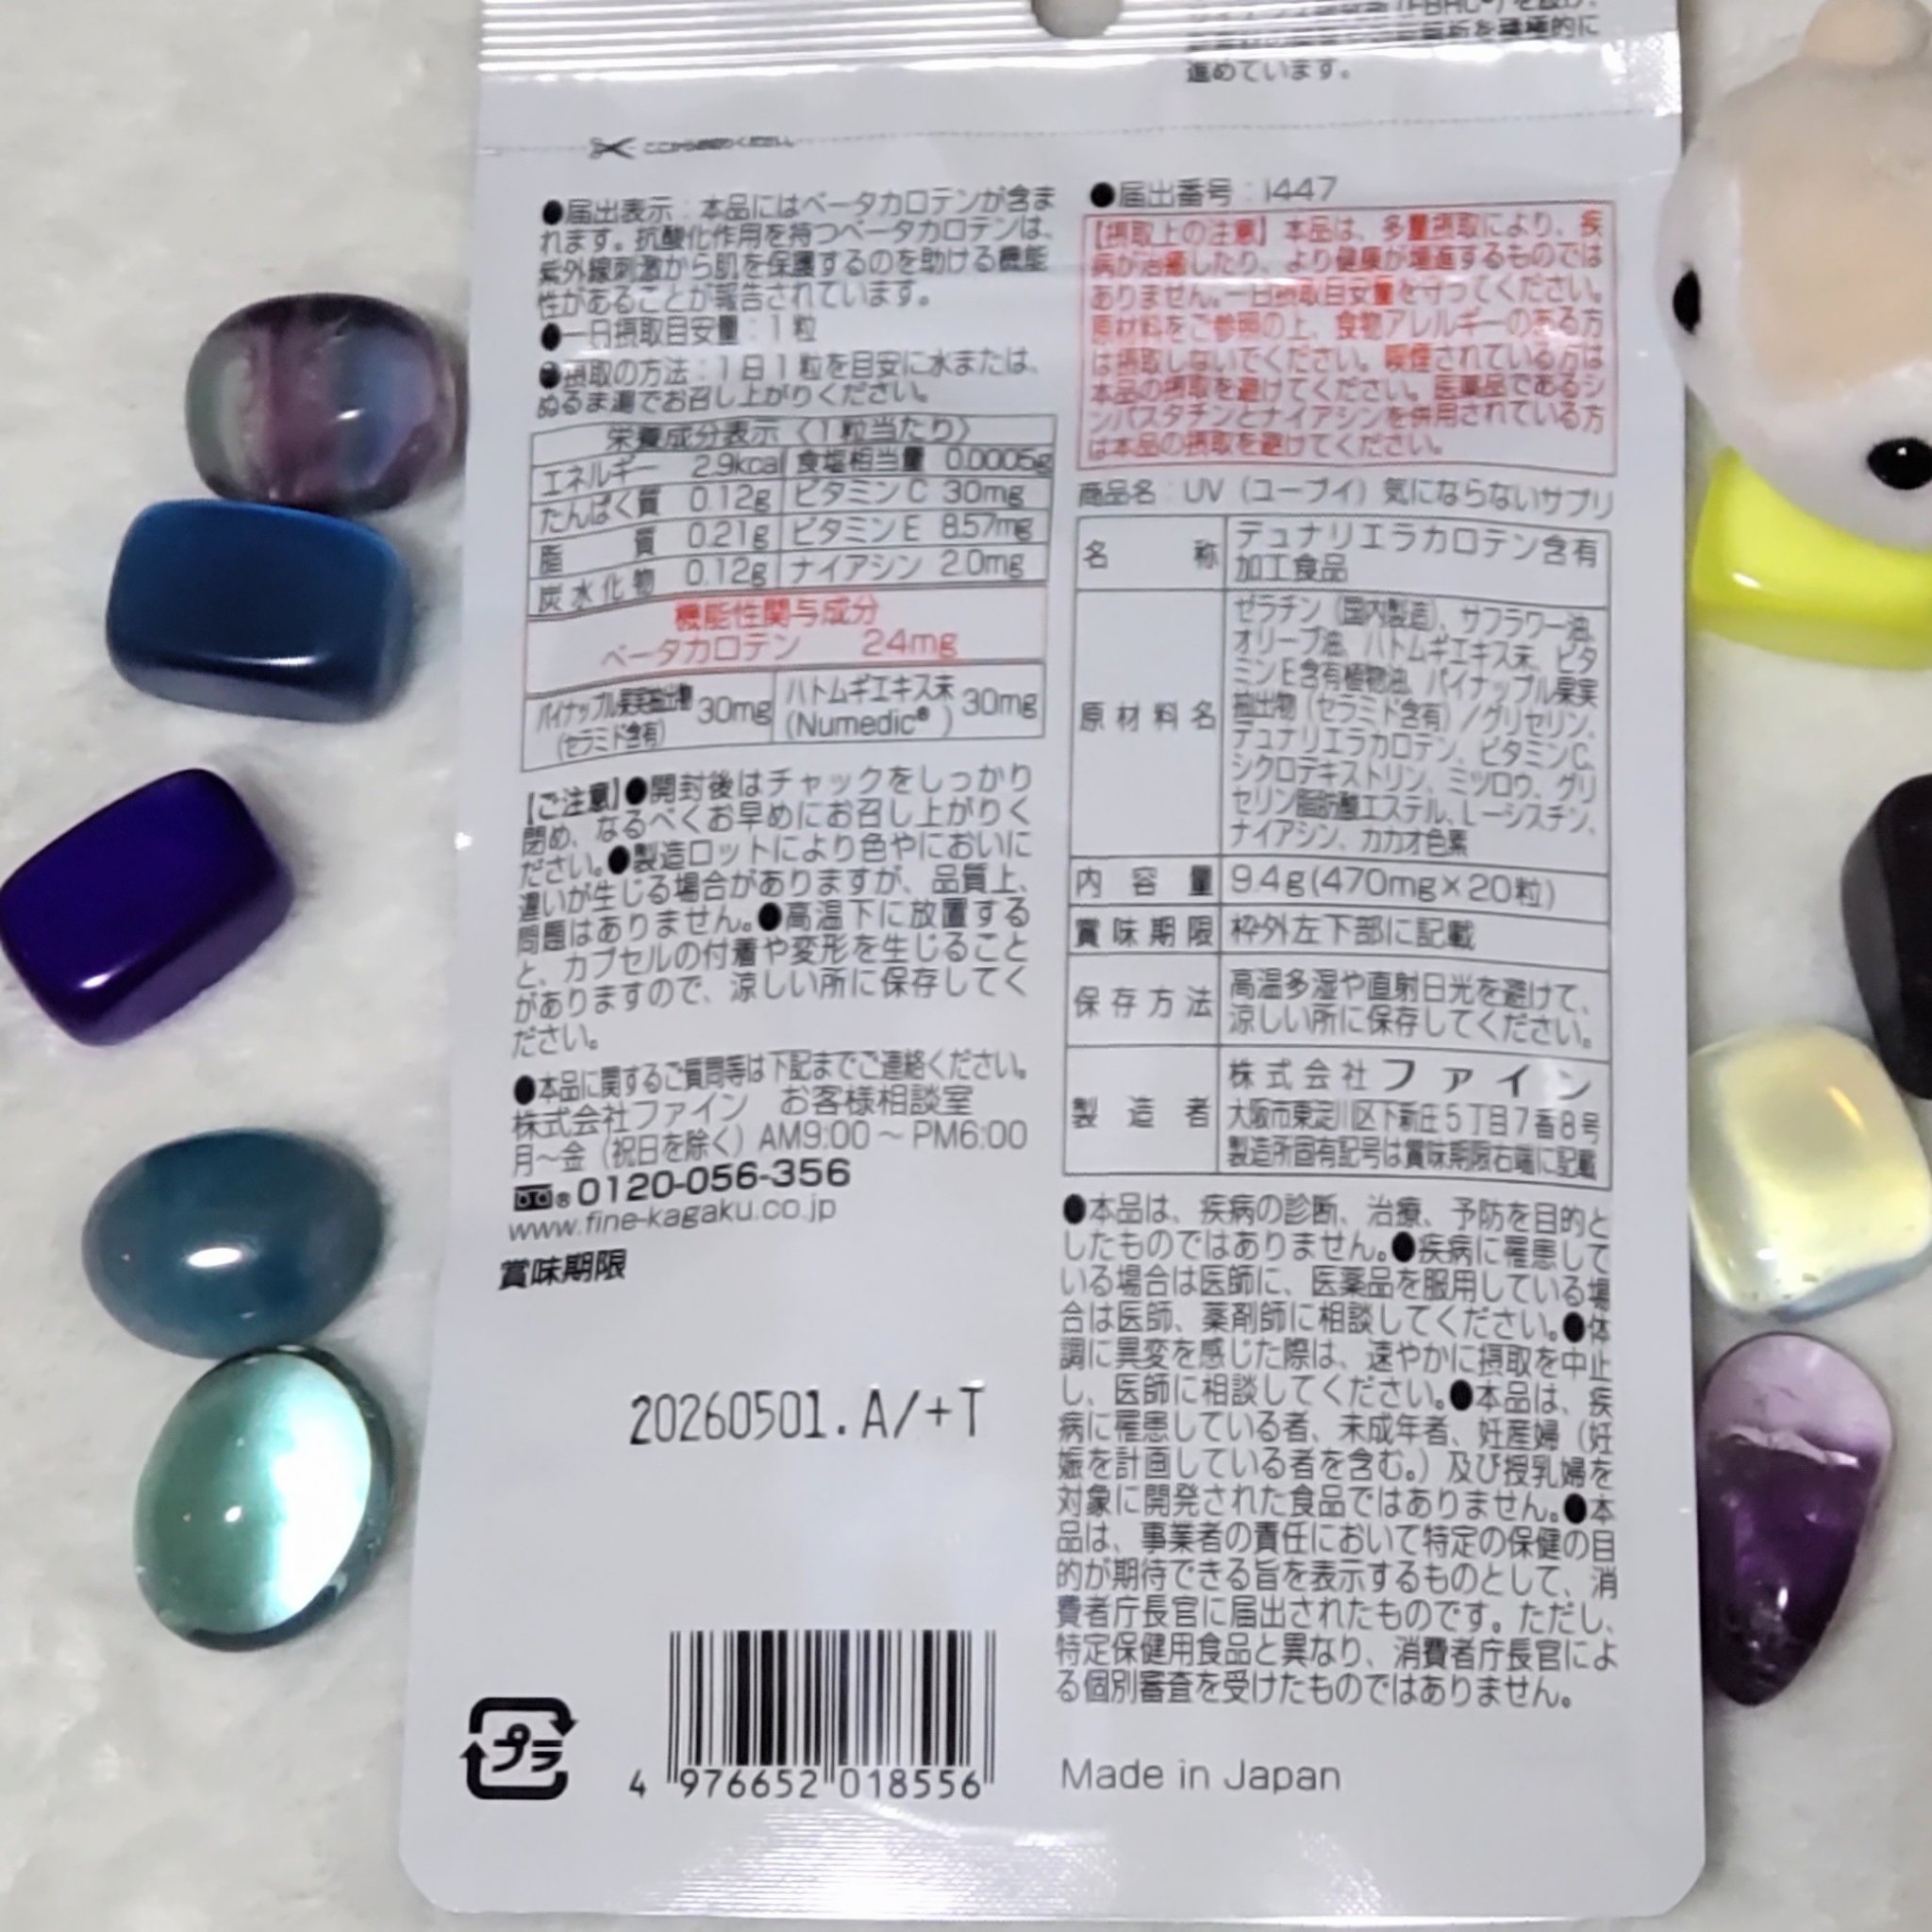 進めています。
●届出表示：本品にはベータカロテンが含ま
れます。抗酸化作用を持つベータカロテンは、
紫外線刺激から肌を保護するのを助ける機能
性があることが報告されています。
●一日摂取目安量：1粒
●摂取の方法：1日1粒を目安に水または、
ぬるま湯でお召し上がりください。
栄養成分表示〈1粒当たり〉
エネルギー 2.9kcal 食塩相当量 0.0005g
たんぱく質 0.12g ビタミンC 30mg
脂質 0.21g ビタミンE 8.57mg
炭水化物 0.12g ナイアシン 2.0mg
機能性関与成分
ベータカロテン 24mg
パイナップル果実抽出物(セラミド含有) 30mg ハトムギエキス末(Numedic®) 30mg
【ご注意】●開封後はチャックをしっかり
閉め、なるべくお早めにお召し上がりく
ださい。●製造ロットにより色やにおいに
違いが生じる場合がありますが、品質上、
問題はありません。●高温下に放置する
と、カプセルの付着や変形を生じること
がありますので、涼しい所に保存してく
ださい。
●本品に関するご質問等は下記までご連絡ください。
株式会社ファイン お客様相談室
月～金（祝日を除く）AM9:00～PM6:00
0120-056-356
www.fine-kagaku.co.jp
賞味期限
20260501.A/+T
プラ
4 976652 018556
●届出番号：I447
【摂取上の注意】本品は、多量摂取により、疾
病が治癒したり、より健康が増進するものでは
ありません。一日摂取目安量を守ってください。
原材料をご参照の上、食物アレルギーのある方
は摂取しないでください。喫煙されている方は
本品の摂取を避けてください。医薬品であるシ
ンバスタチンとナイアシンを併用されている方
は本品の摂取を避けてください。
商品名：UV（ユーブイ）気にならないサプリ
名称 デュナリエラカロテン含有
加工食品
原材料名 ゼラチン（国内製造）、サフラワー油、
オリーブ油、ハトムギエキス末、ビタ
ミンE含有植物油、パイナップル果実
抽出物（セラミド含有）／グリセリン、
デュナリエラカロテン、ビタミンC、
シクロデキストリン、ミツロウ、グリ
セリン脂肪酸エステル、L－シスチン、
ナイアシン、カカオ色素
内容量 9.4g(470mg×20粒)
賞味期限 枠外左下部に記載
保存方法 高温多湿や直射日光を避けて、
涼しい所に保存してください。
製造者 株式会社ファイン
大阪市東淀川区下新庄5丁目7番8号
製造所固有記号は賞味期限右端に記載
●本品は、疾病の診断、治療、予防を目的と
したものではありません。●疾病に罹患して
いる場合は医師に、医薬品を服用している場
合は医師、薬剤師に相談してください。●体
調に異変を感じた際は、速やかに摂取を中止
し、医師に相談してください。●本品は、疾
病に罹患している者、未成年者、妊産婦（妊
娠を計画している者を含む。）及び授乳婦を
対象に開発された食品ではありません。●本
品は、事業者の責任において特定の保健の目
的が期待できる旨を表示するものとして、消
費者庁長官に届出されたものです。ただし、
特定保健用食品と異なり、消費者庁長官によ
る個別審査を受けたものではありません。
Made in Japan